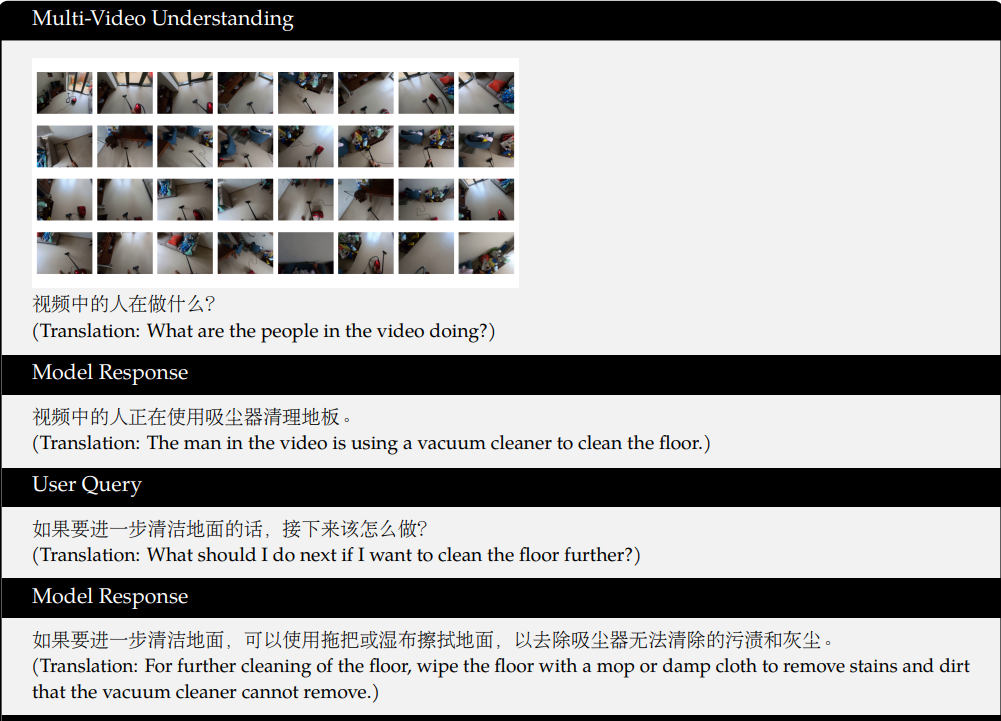 Multi-Video Understanding
视频中的人在做什么?
(Translation: What are the people in the video doing?)
Model Response
视频中的人正在使用吸尘器清理地板。
(Translation: The man in the video is using a vacuum cleaner to clean the floor.)
User Query
如果要进一步清洁地面的话，接下来该怎么做?
(Translation: What should I do next if I want to clean the floor further?)
Model Response
如果要进一步清洁地面，可以使用拖把或湿布擦拭地面，以去除吸尘器无法清除的污渍和灰尘。
(Translation: For further cleaning of the floor, wipe the floor with a mop or damp cloth to remove stains and dirt
that the vacuum cleaner cannot remove.)